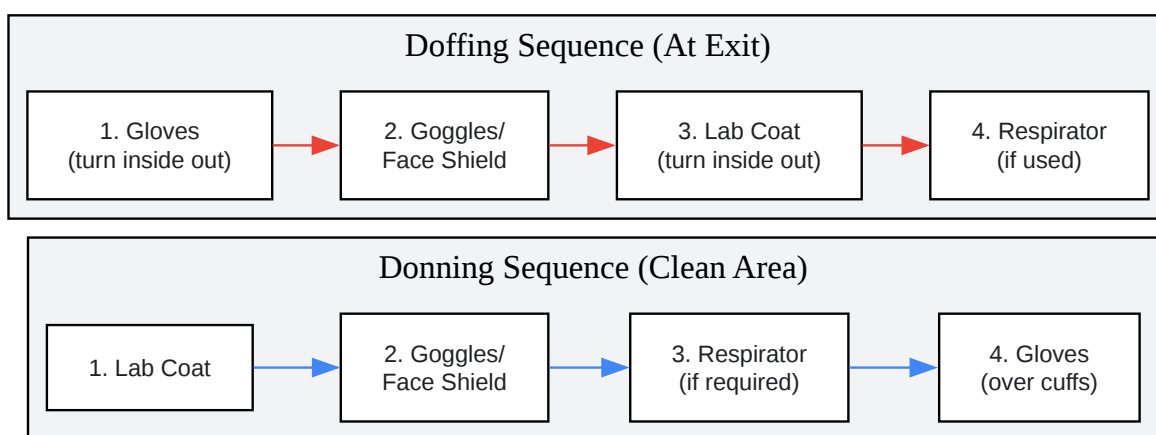 Doffing Sequence (At Exit)
1. Gloves
(turn inside out)
2. Goggles/
Face Shield
3. Lab Coat
(turn inside out)
4. Respirator
(if used)
Donning Sequence (Clean Area)
1. Lab Coat
2. Goggles/
Face Shield
3. Respirator
(if required)
4. Gloves
(over cuffs)